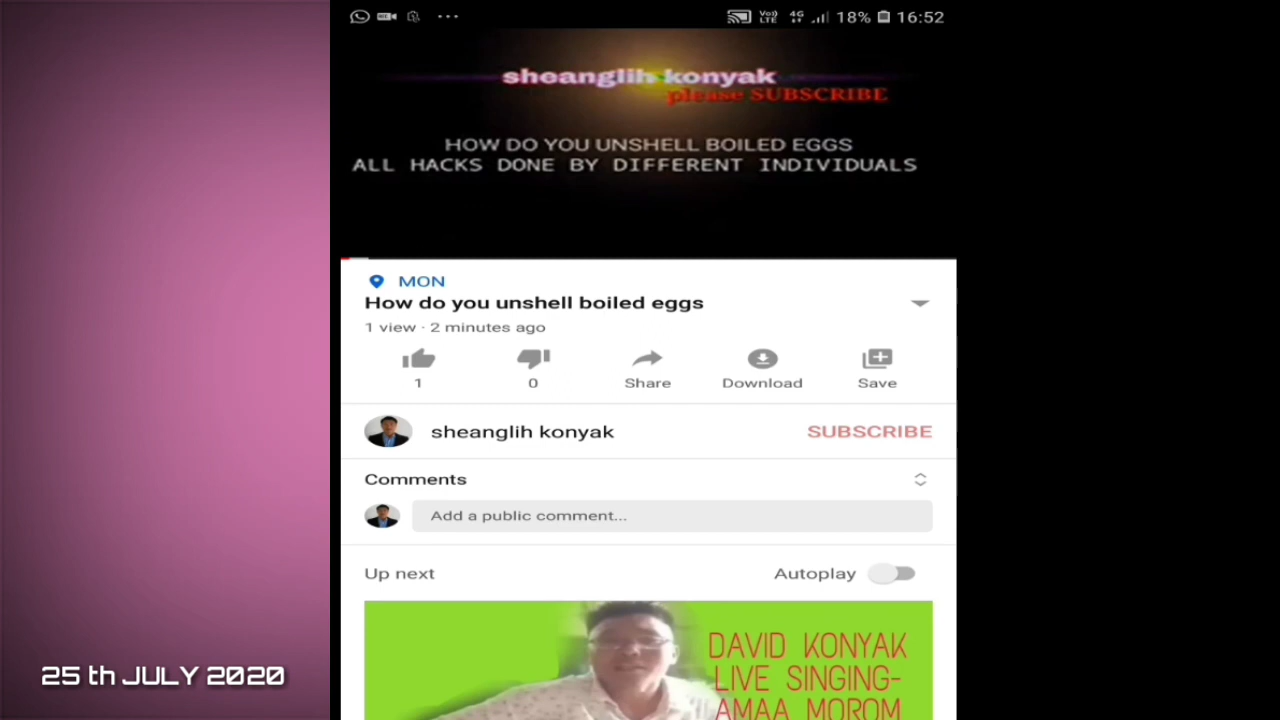 18% 16:52
sheanglih konyak
please SUBSCRIBE
HOW DO YOU UNSHELL BOILED EGGS
ALL HACKS DONE BY DIFFERENT INDIVIDUALS
MON
How do you unshell boiled eggs
1 view · 2 minutes ago
1 0 Share Download Save
sheanglih konyak SUBSCRIBE
Comments
Add a public comment...
Up next Autoplay
DAVID KONYAK
LIVE SINGING-
AMAA MOROM
25 th JULY 2020